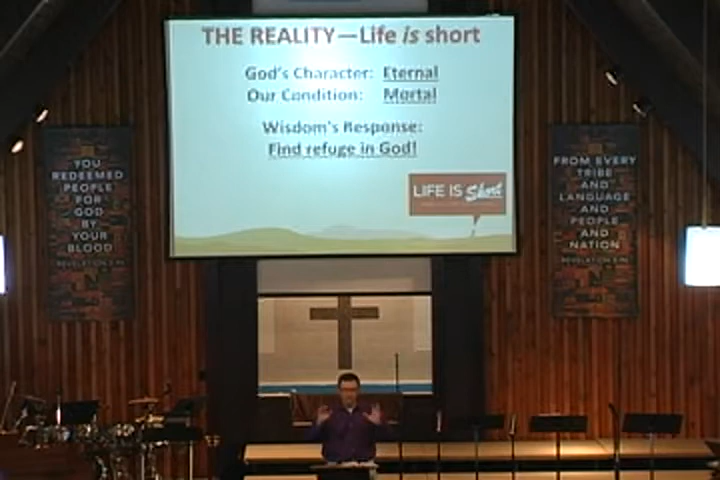 THE REALITY—Life is short
God's Character: Eternal
Our Condition: Mortal
Wisdom's Response:
Find refuge in God!
LIFE IS Short
YOU
REDEEMED
PEOPLE
FOR
GOD
BY
YOUR
BLOOD
FROM EVERY
TRIBE
AND
LANGUAGE
AND
PEOPLE
AND
NATION